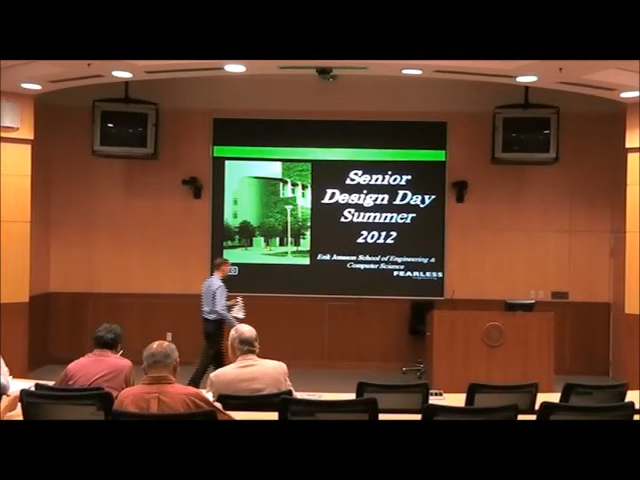 Senior
Design Day
Summer
2012
Erik Jonsson School of Engineering &
Computer Science
FEARLESS